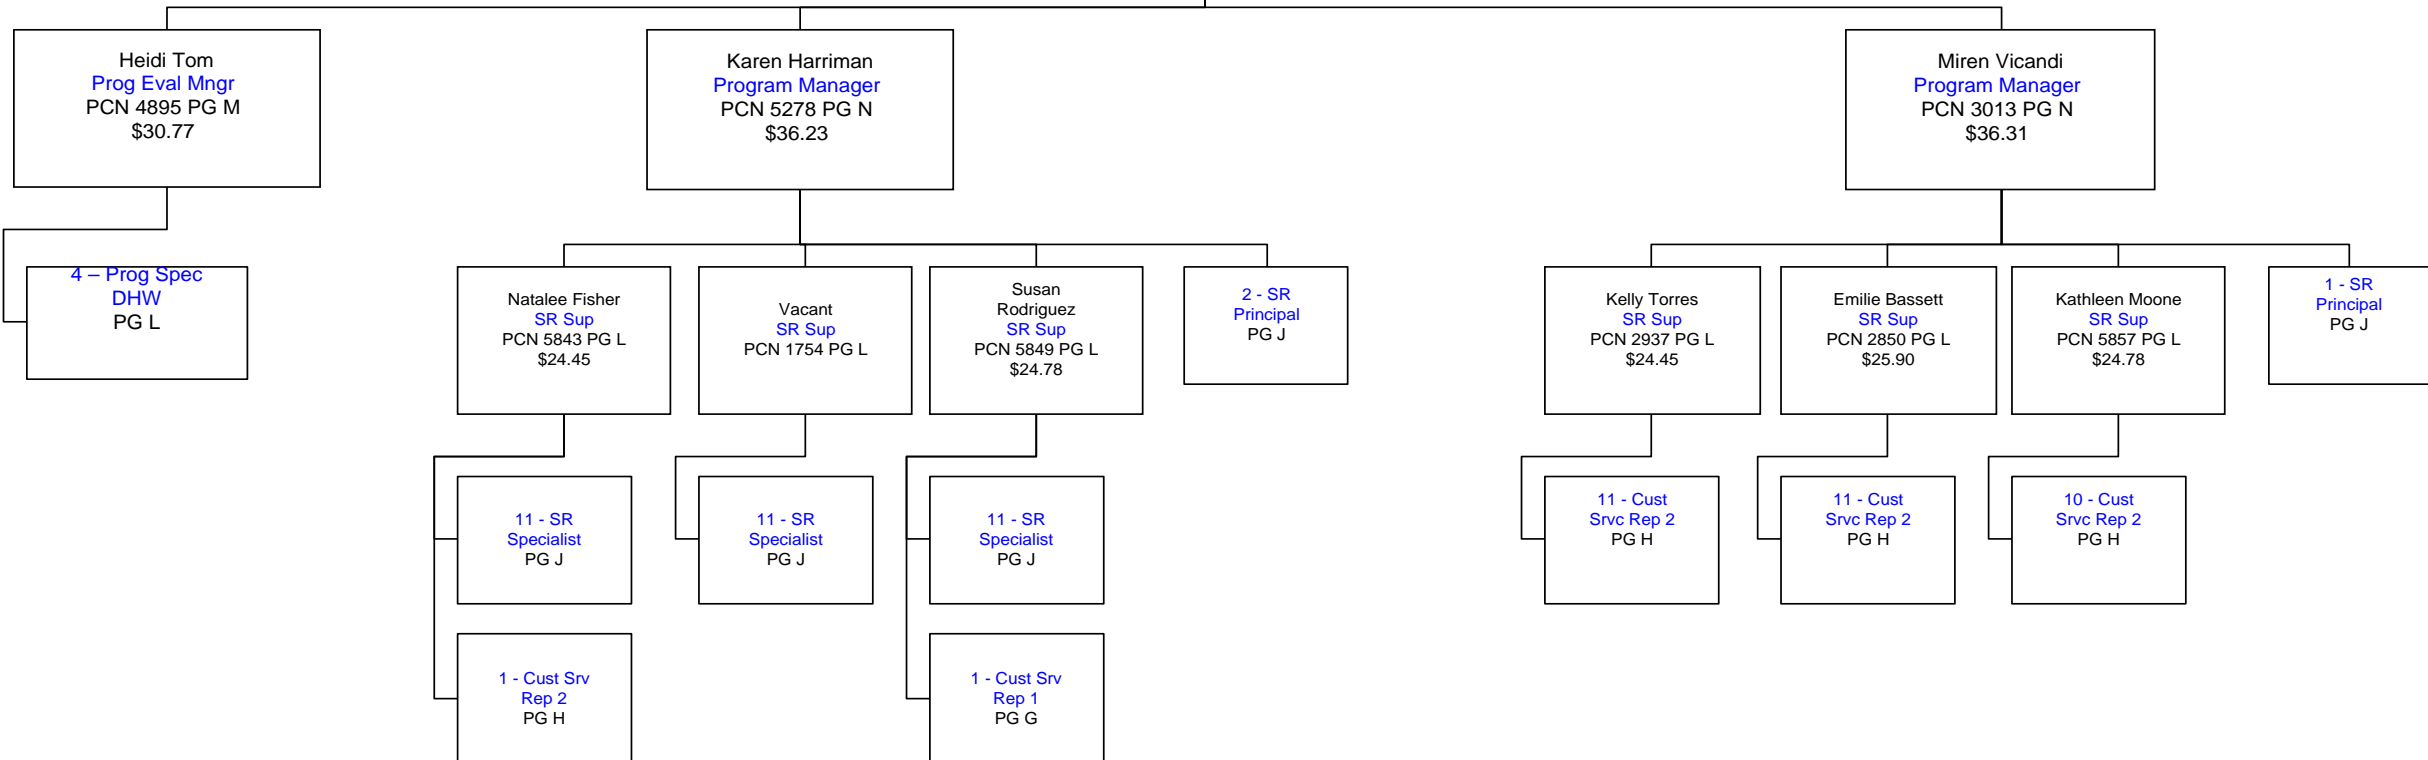 Heidi Tom
Prog Eval Mngr
PCN 4895 PG M
$30.77
Karen Harriman
Program Manager
PCN 5278 PG N
$36.23
Miren Vicandi
Program Manager
PCN 3013 PG N
$36.31
4 – Prog Spec
DHW
PG L
Natalee Fisher
SR Sup
PCN 5843 PG L
$24.45
Vacant
SR Sup
PCN 1754 PG L
Susan
Rodriguez
SR Sup
PCN 5849 PG L
$24.78
2 - SR
Principal
PG J
Kelly Torres
SR Sup
PCN 2937 PG L
$24.45
Emilie Bassett
SR Sup
PCN 2850 PG L
$25.90
Kathleen Moone
SR Sup
PCN 5857 PG L
$24.78
1 - SR
Principal
PG J
11 - SR
Specialist
PG J
11 - SR
Specialist
PG J
11 - SR
Specialist
PG J
11 - Cust
Srvc Rep 2
PG H
11 - Cust
Srvc Rep 2
PG H
10 - Cust
Srvc Rep 2
PG H
1 - Cust Srv
Rep 2
PG H
1 - Cust Srv
Rep 1
PG G